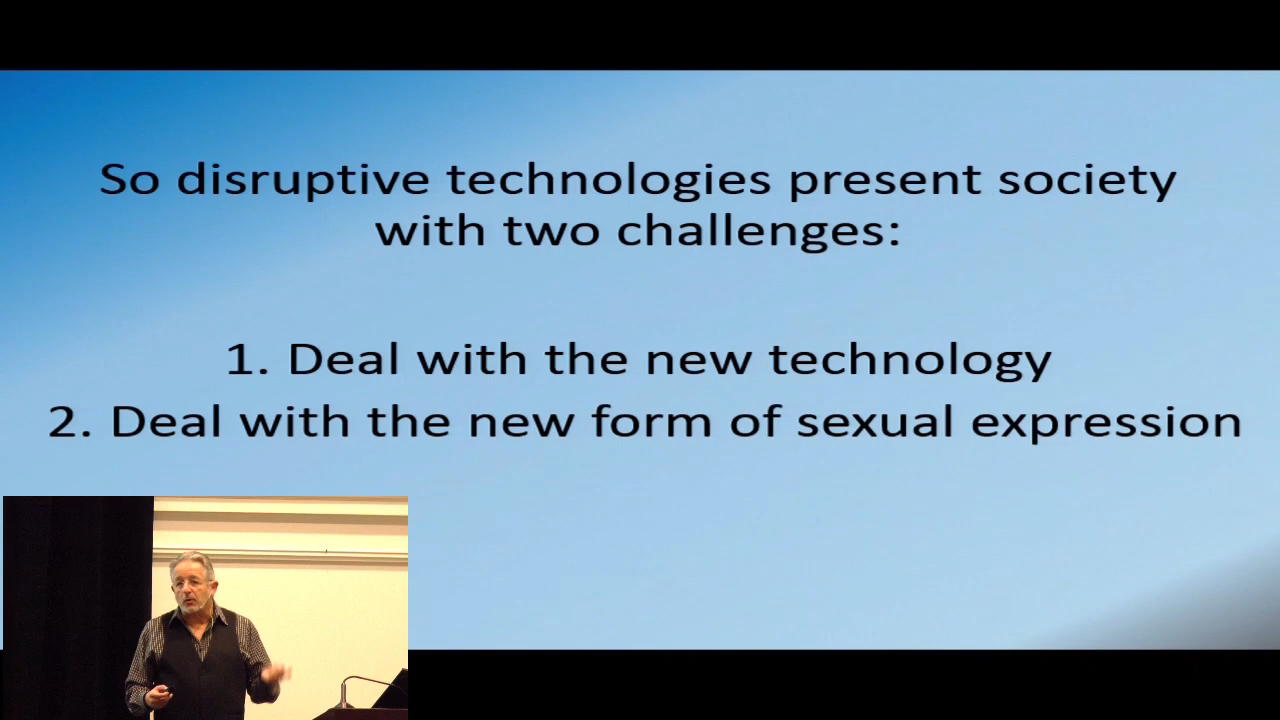 So disruptive technologies present society
with two challenges:
1. Deal with the new technology
2. Deal with the new form of sexual expression